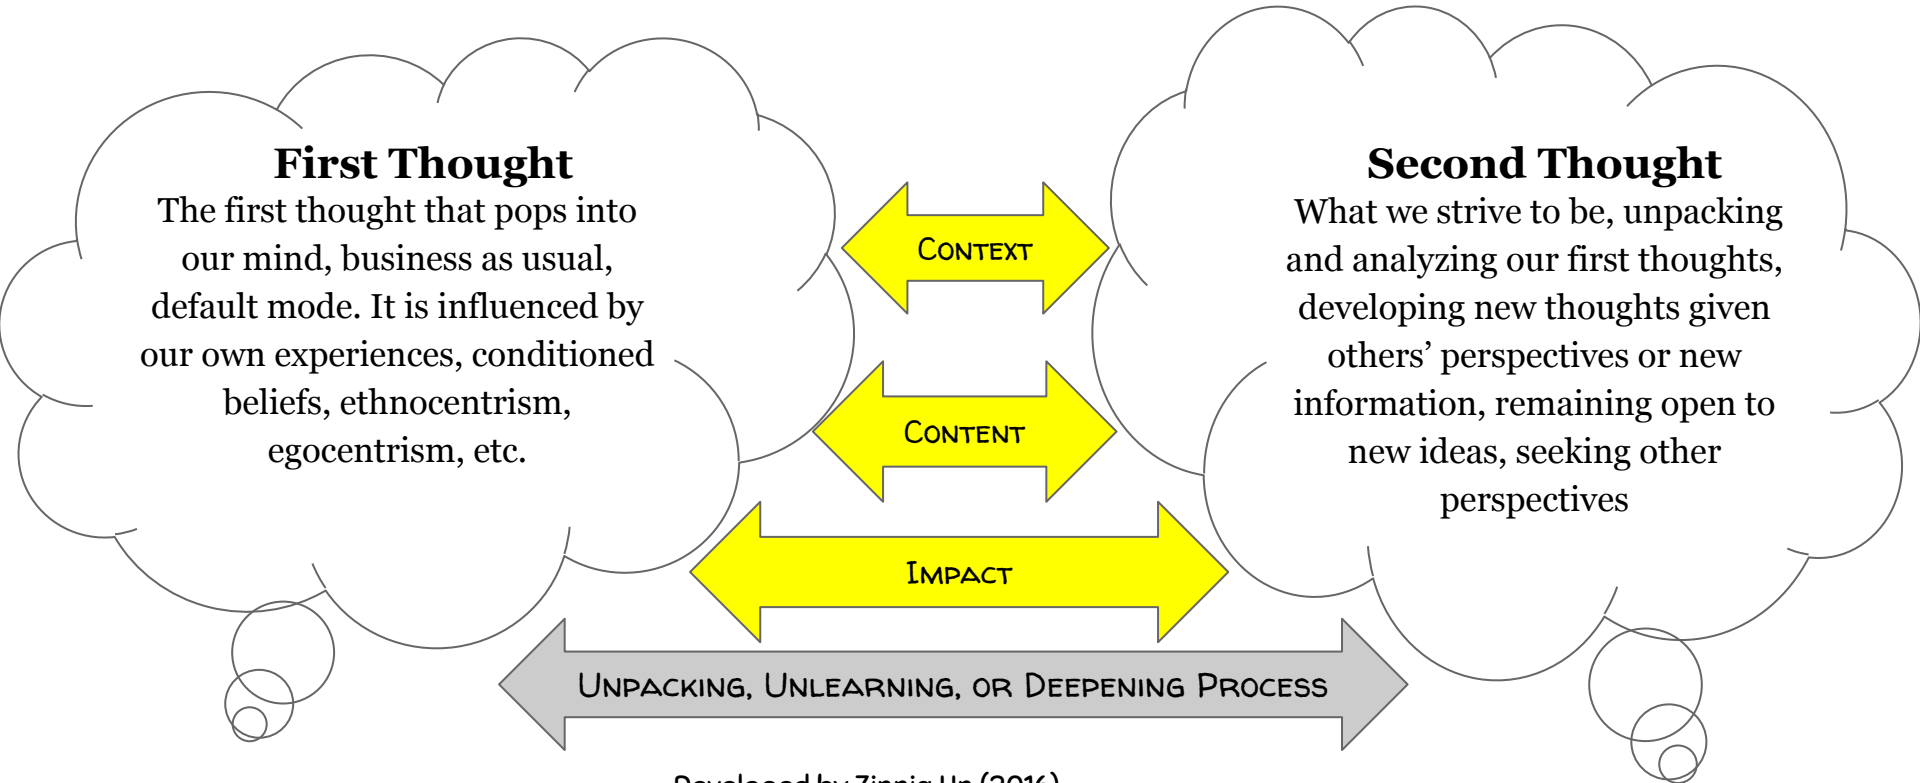 First Thought
The first thought that pops into
our mind, business as usual,
default mode. It is influenced by
our own experiences, conditioned
beliefs, ethnocentrism,
egocentrism, etc.
Context
Content
Impact
Unpacking, Unlearning, or Deepening Process
Second Thought
What we strive to be, unpacking
and analyzing our first thoughts,
developing new thoughts given
others’ perspectives or new
information, remaining open to
new ideas, seeking other
perspectives
Developed by
(2016)